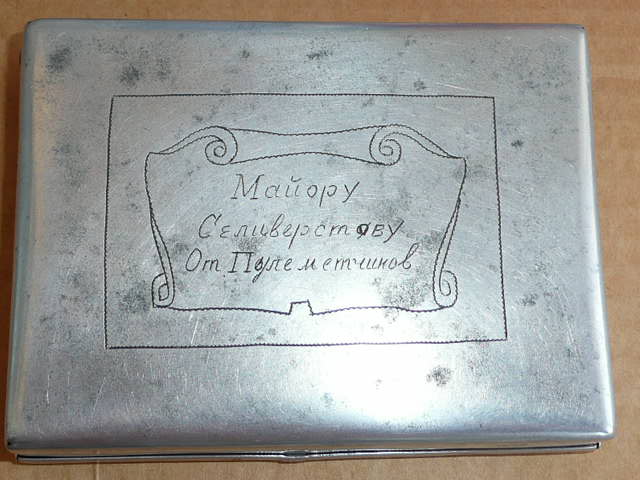 Майору
Селиверстову
От Пулеметчиков